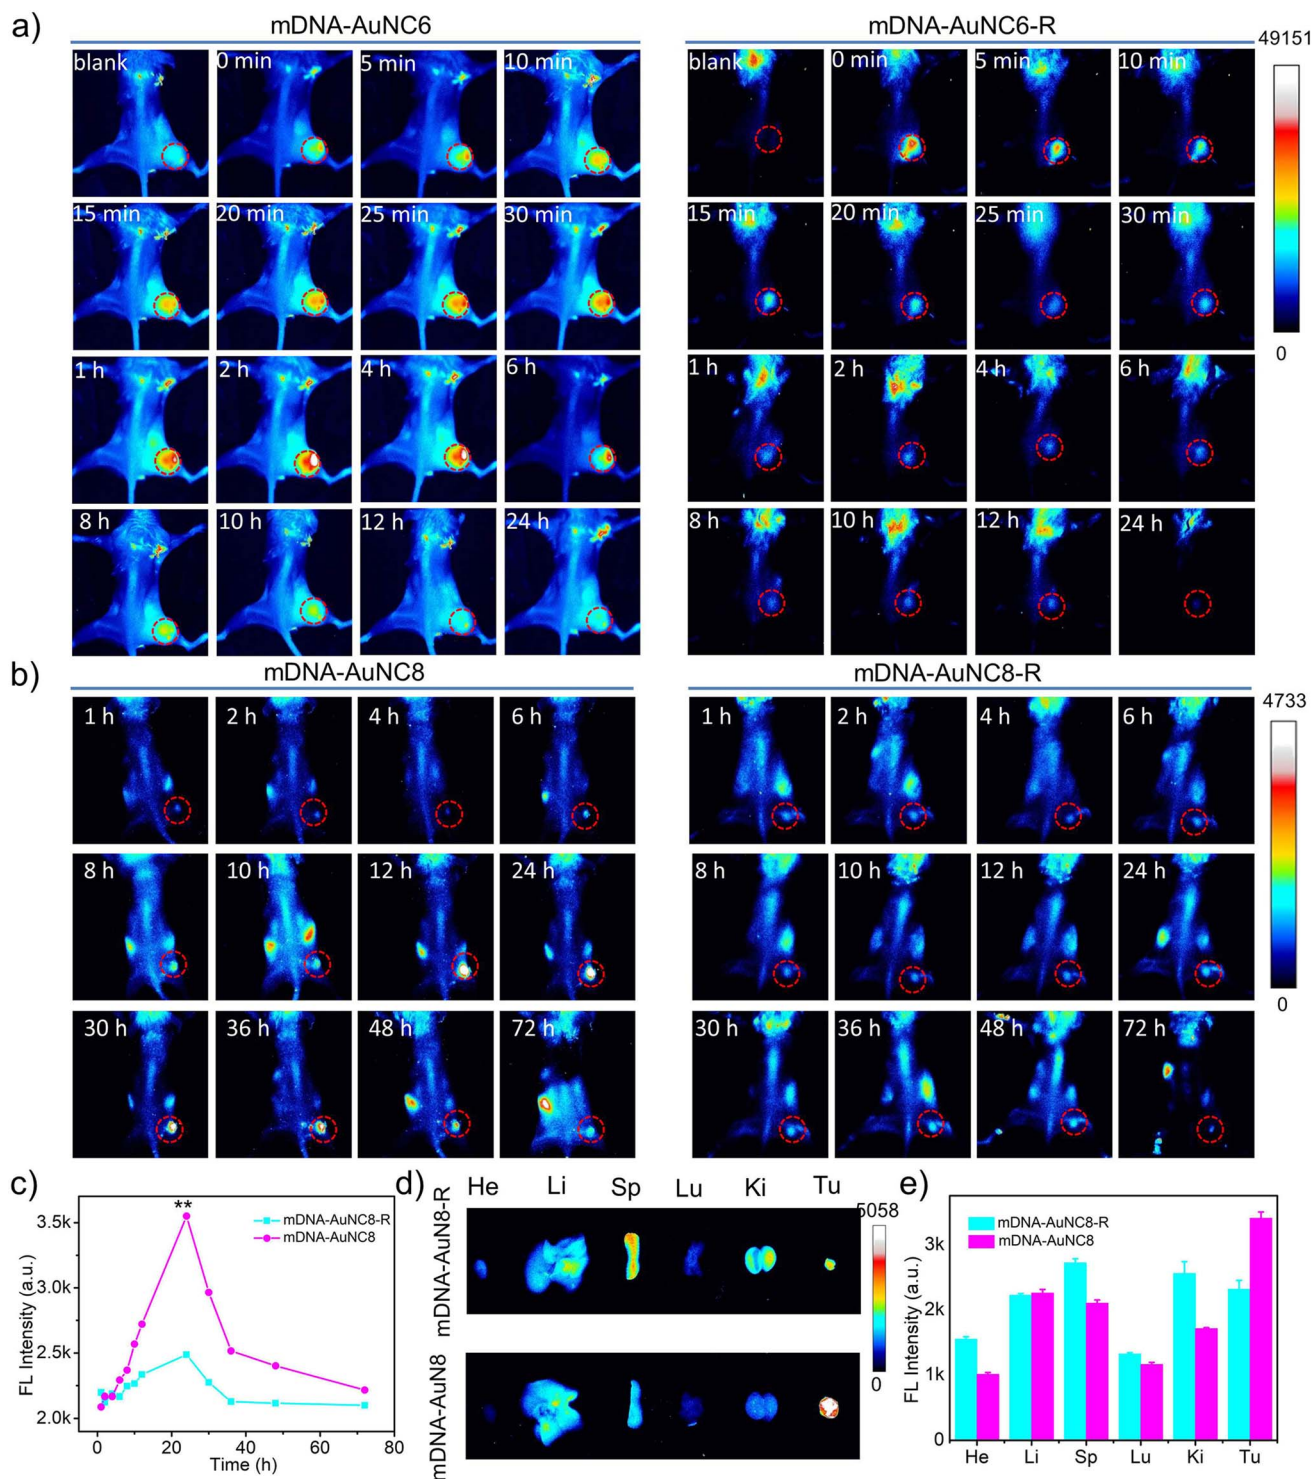 a)
mDNA-AuNC6
mDNA-AuNC6-R
blank 0 min 5 min 10 min
blank 0 min 5 min 10 min
49151
15 min 20 min 25 min 30 min
15 min 20 min 25 min 30 min
0
1 h 2 h 4 h 6 h
1 h 2 h 4 h 6 h
8 h 10 h 12 h 24 h
8 h 10 h 12 h 24 h
b)
mDNA-AuNC8
mDNA-AuNC8-R
1 h 2 h 4 h 6 h
1 h 2 h 4 h 6 h
4733
8 h 10 h 12 h 24 h
8 h 10 h 12 h 24 h
0
30 h 36 h 48 h 72 h
30 h 36 h 48 h 72 h
c)
**
mDNA-AuNC8-R
mDNA-AuNC8
3.5k
3.0k
2.5k
2.0k
FL Intensity (a.u.)
0 20 40 60 80
Time (h)
d)
He Li Sp Lu Ki Tu
mDNA-AuN8-R
mDNA-AuN8
5058
0
e)
mDNA-AuNC8-R
mDNA-AuNC8
3k
2k
1k
0
FL Intensity (a.u.)
He Li Sp Lu Ki Tu